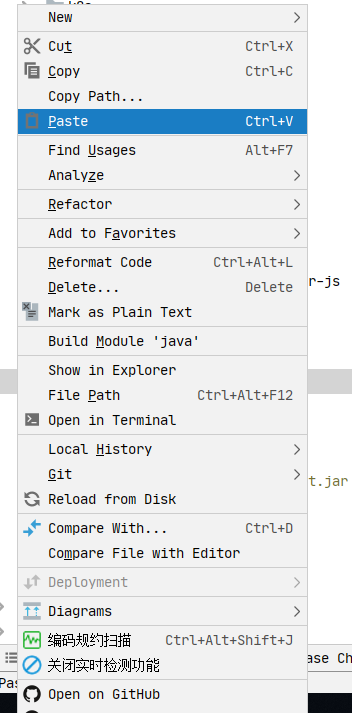 New
Cut Ctrl+X
Copy Ctrl+C
Copy Path...
Paste Ctrl+V
Find Usages Alt+F7
Analyze
Refactor
Add to Favorites
Reformat Code Ctrl+Alt+L
Delete... Delete
r-js
Mark as Plain Text
Build Module 'java'
Show in Explorer
File Path Ctrl+Alt+F12
Open in Terminal
Local History
Git
t.jar
Reload from Disk
Compare With... Ctrl+D
Compare File with Editor
Deployment
Diagrams
编码规约扫描 Ctrl+Alt+Shift+J
关闭实时检测功能
ase Ch
Pas
Open on GitHub